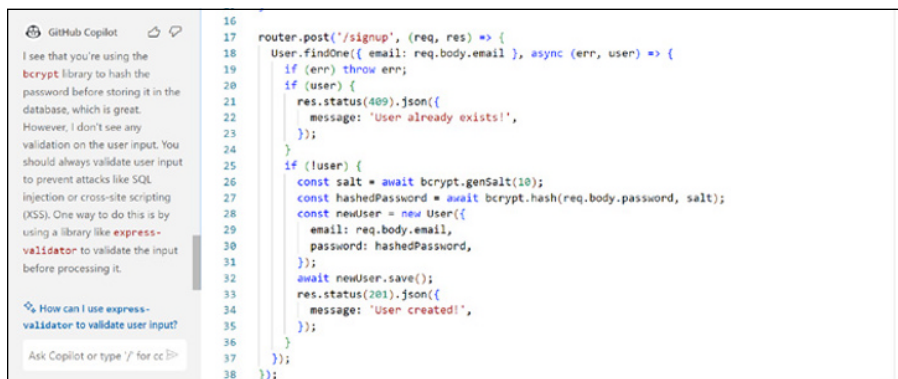 GitHub Copilot
I see that you're using the
bcrypt library to hash the
password before storing it in the
database, which is great.
However, I don't see any
validation on the user input. You
should always validate user input
to prevent attacks like SQL
injection or cross-site scripting
(XSS). One way to do this is by
using a library like express-
validator to validate the input
before processing it.
How can I use express-
validator to validate user input?
Ask Copilot or type '/' for cc
16
17 router.post('/signup', (req, res) => {
18   User.findOne({ email: req.body.email }, async (err, user) => {
19     if (err) throw err;
20     if (user) {
21       res.status(409).json({
22         message: 'User already exists!',
23       });
24     }
25     if (!user) {
26       const salt = await bcrypt.genSalt(10);
27       const hashedPassword = await bcrypt.hash(req.body.password, salt);
28       const newUser = new User({
29         email: req.body.email,
30         password: hashedPassword,
31       });
32       await newUser.save();
33       res.status(201).json({
34         message: 'User created!',
35       });
36     }
37   });
38 });